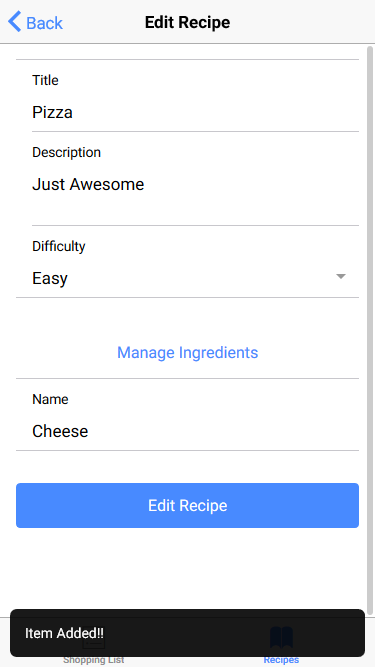 Back
Edit Recipe
Title
Pizza
Description
Just Awesome
Difficulty
Easy
Manage Ingredients
Name
Cheese
Edit Recipe
Item Added!!
Shopping List
Recipes